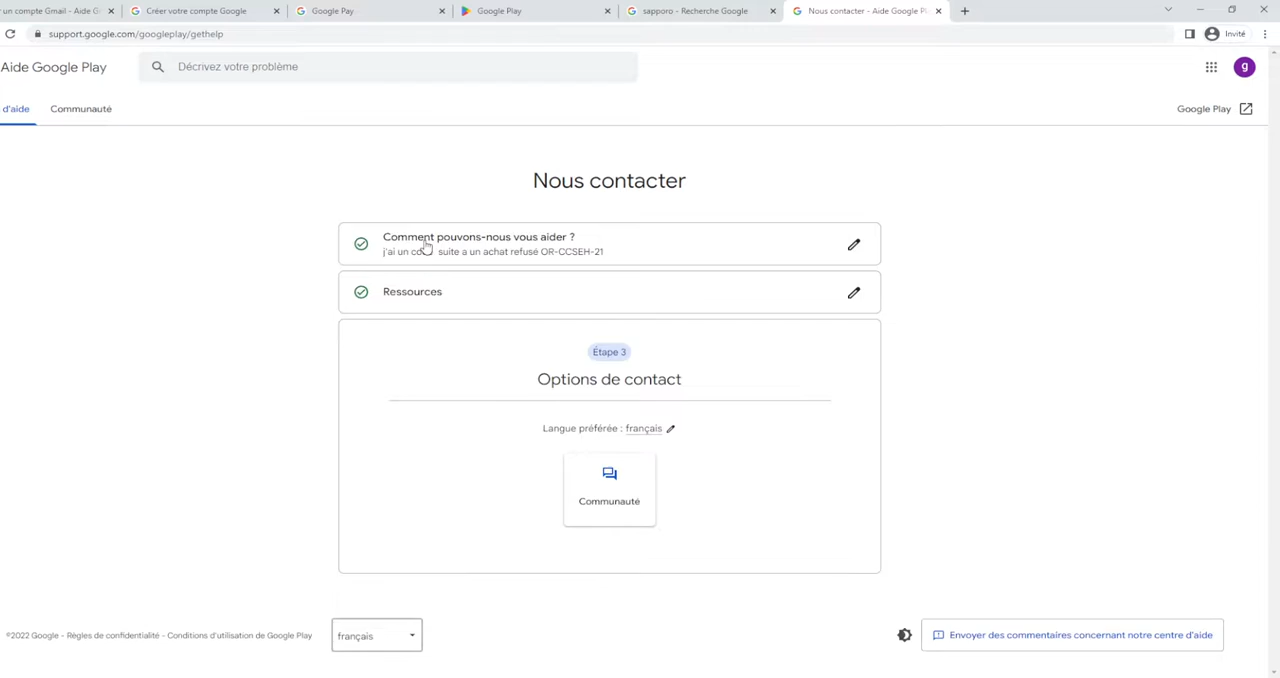 r un compte Gmail - Aide G
Créer votre compte Google
Google Pay
Google Play
sapporo - Recherche Google
Nous contacter - Aide Google Pl
support.google.com/googleplay/gethelp
Invité
Aide Google Play
Décrivez votre problème
g
d'aide
Communauté
Google Play
Nous contacter
Comment pouvons-nous vous aider ?
j'ai un suite a un achat refusé OR-CCSEH-21
Ressources
Étape 3
Options de contact
Langue préférée : français
Communauté
©2022 Google - Règles de confidentialité - Conditions d'utilisation de Google Play
français
Envoyer des commentaires concernant notre centre d'aide